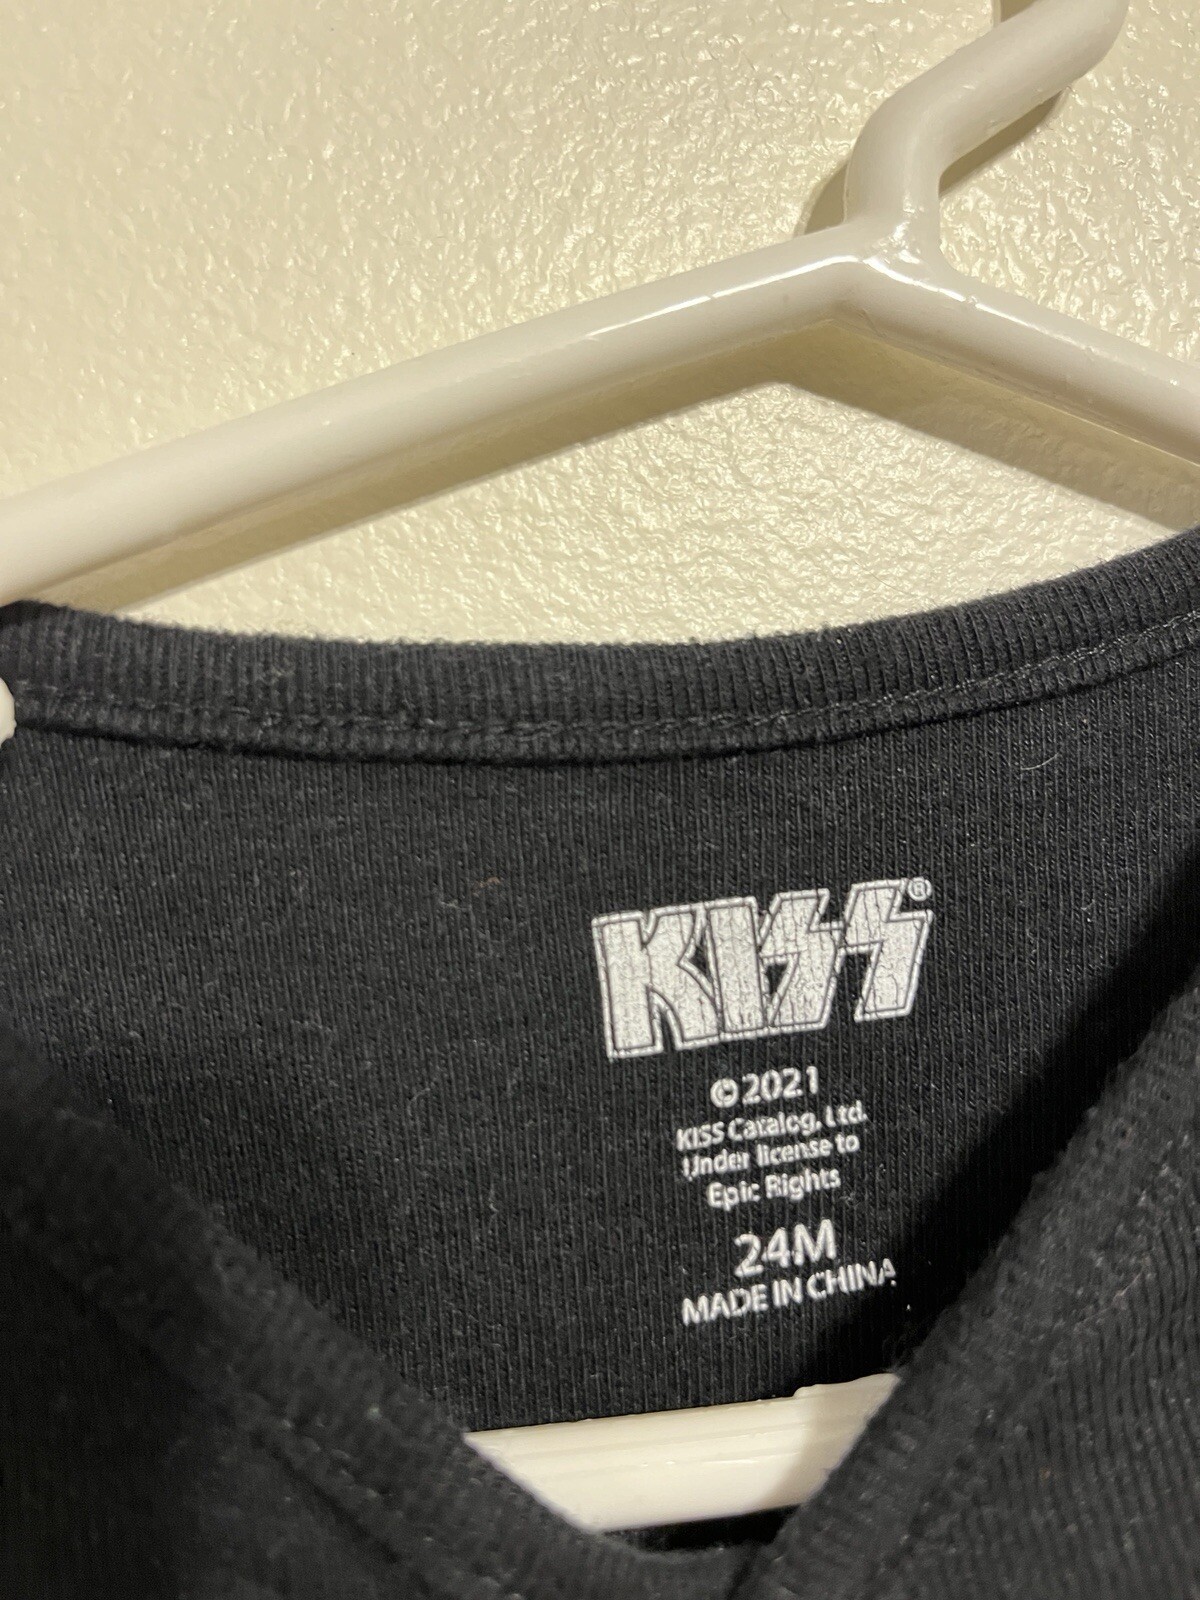 KISS®
©2021
KISS Catalog, Ltd.
Under license to
Epic Rights
24M
MADE IN CHINA